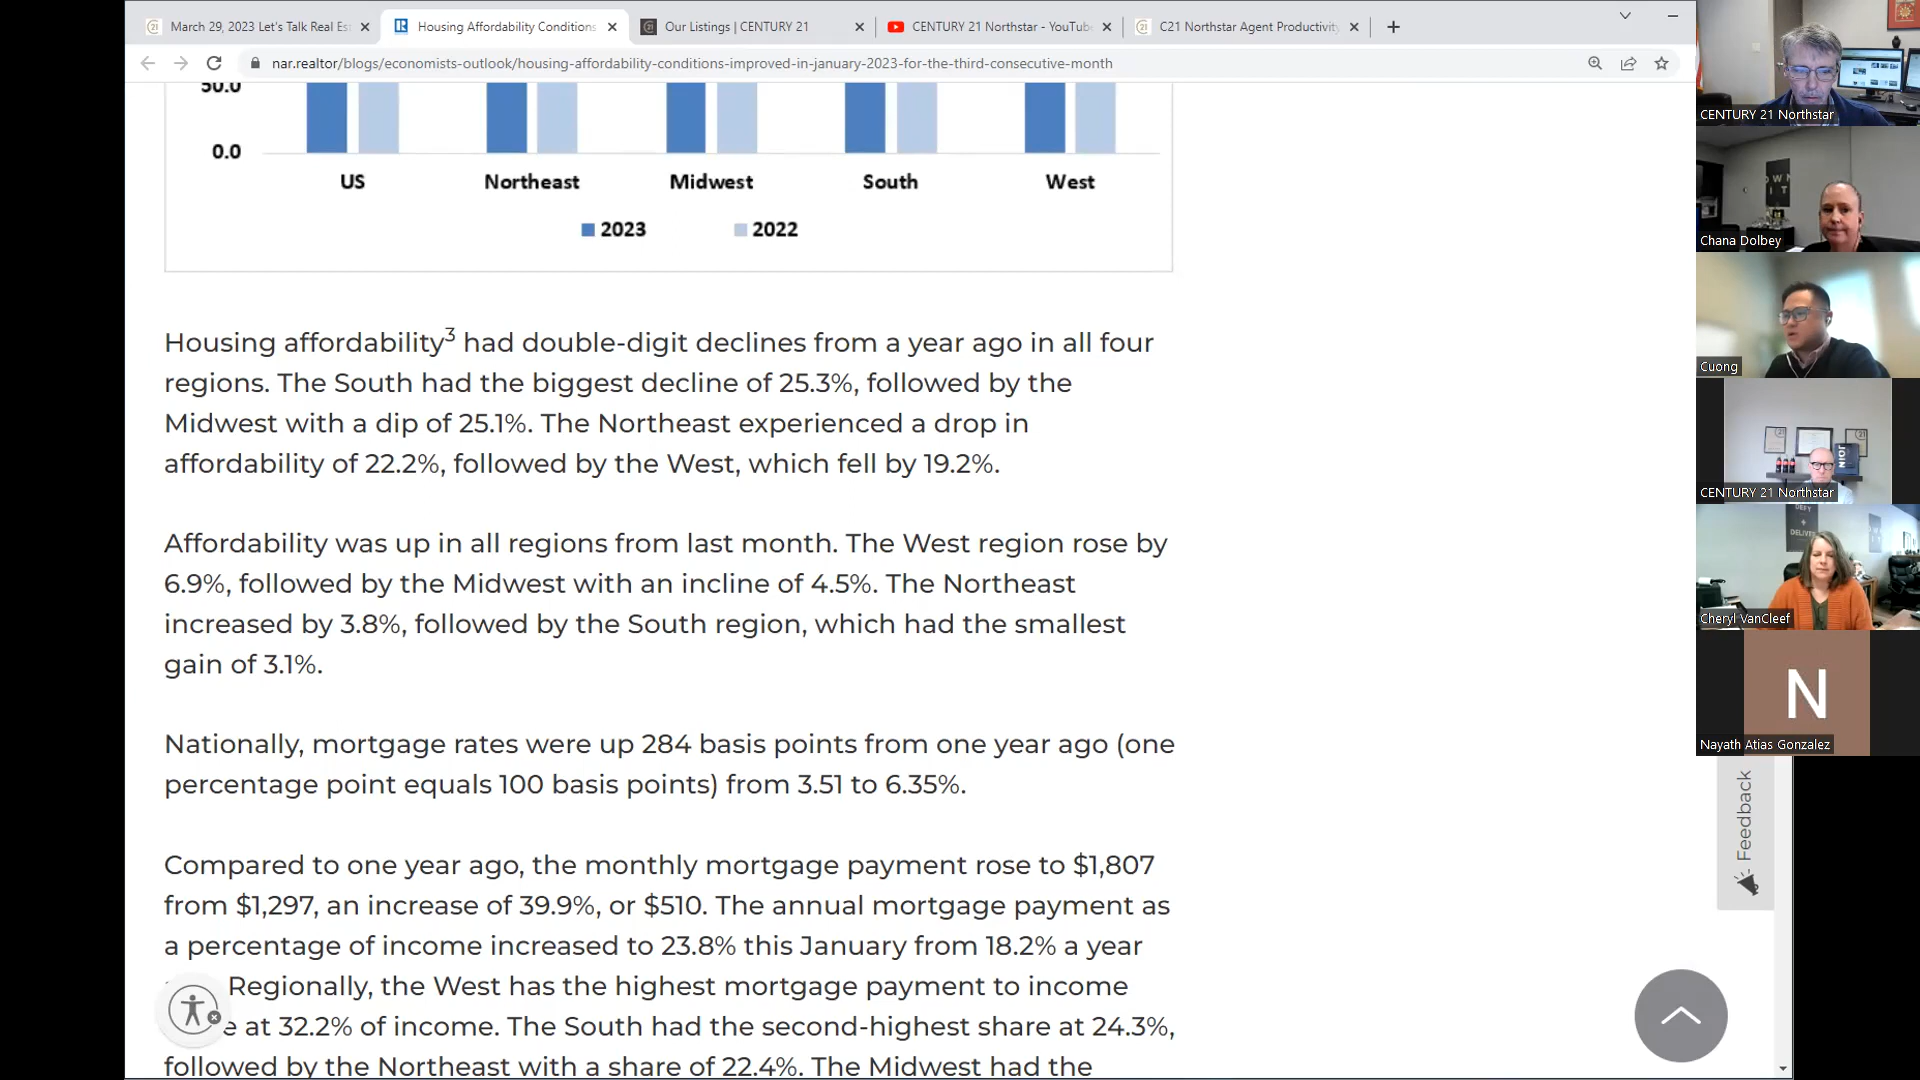 March 29, 2023 Let's Talk Real Es
Housing Affordability Conditions
Our Listings | CENTURY 21
CENTURY 21 Northstar - YouTube
C21 Northstar Agent Productivity
nar.realtor/blogs/economists-outlook/housing-affordability-conditions-improved-in-january-2023-for-the-third-consecutive-month
50.0
0.0
US Northeast Midwest South West
2023 2022
Housing affordability3 had double-digit declines from a year ago in all four
regions. The South had the biggest decline of 25.3%, followed by the
Midwest with a dip of 25.1%. The Northeast experienced a drop in
affordability of 22.2%, followed by the West, which fell by 19.2%.
Affordability was up in all regions from last month. The West region rose by
6.9%, followed by the Midwest with an incline of 4.5%. The Northeast
increased by 3.8%, followed by the South region, which had the smallest
gain of 3.1%.
Nationally, mortgage rates were up 284 basis points from one year ago (one
percentage point equals 100 basis points) from 3.51 to 6.35%.
Compared to one year ago, the monthly mortgage payment rose to $1,807
from $1,297, an increase of 39.9%, or $510. The annual mortgage payment as
a percentage of income increased to 23.8% this January from 18.2% a year
Regionally, the West has the highest mortgage payment to income
e at 32.2% of income. The South had the second-highest share at 24.3%,
followed by the Northeast with a share of 22.4%. The Midwest had the
Feedback
CENTURY 21 Northstar
OWN
IT
Chana Dolbey
Cuong
JOIN
CENTURY 21 Northstar
DEFY
+
DELIVER
Cheryl VanCleef
N
Nayath Atias Gonzalez